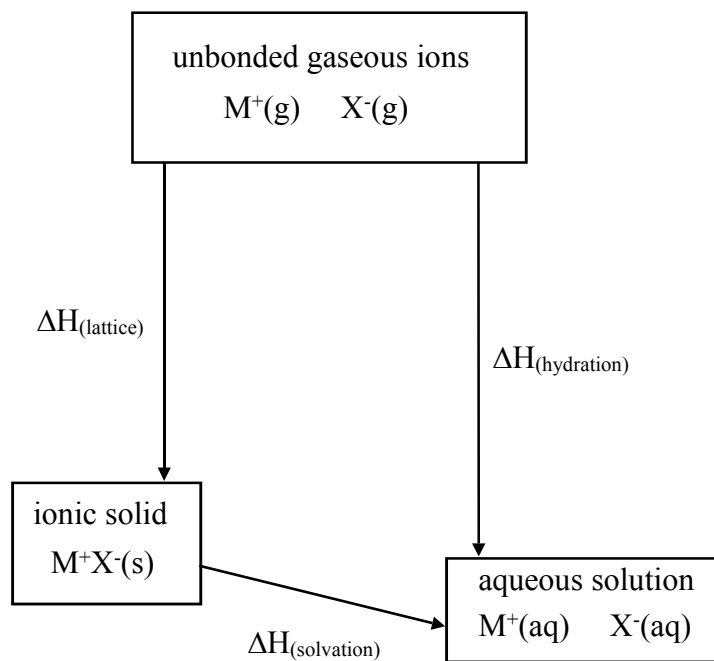 unbonded gaseous ions
M⁺(g) X⁻(g)
ΔH(lattice)
ΔH(hydration)
ionic solid
M⁺X⁻(s)
aqueous solution
M⁺(aq) X⁻(aq)
ΔH(solvation)